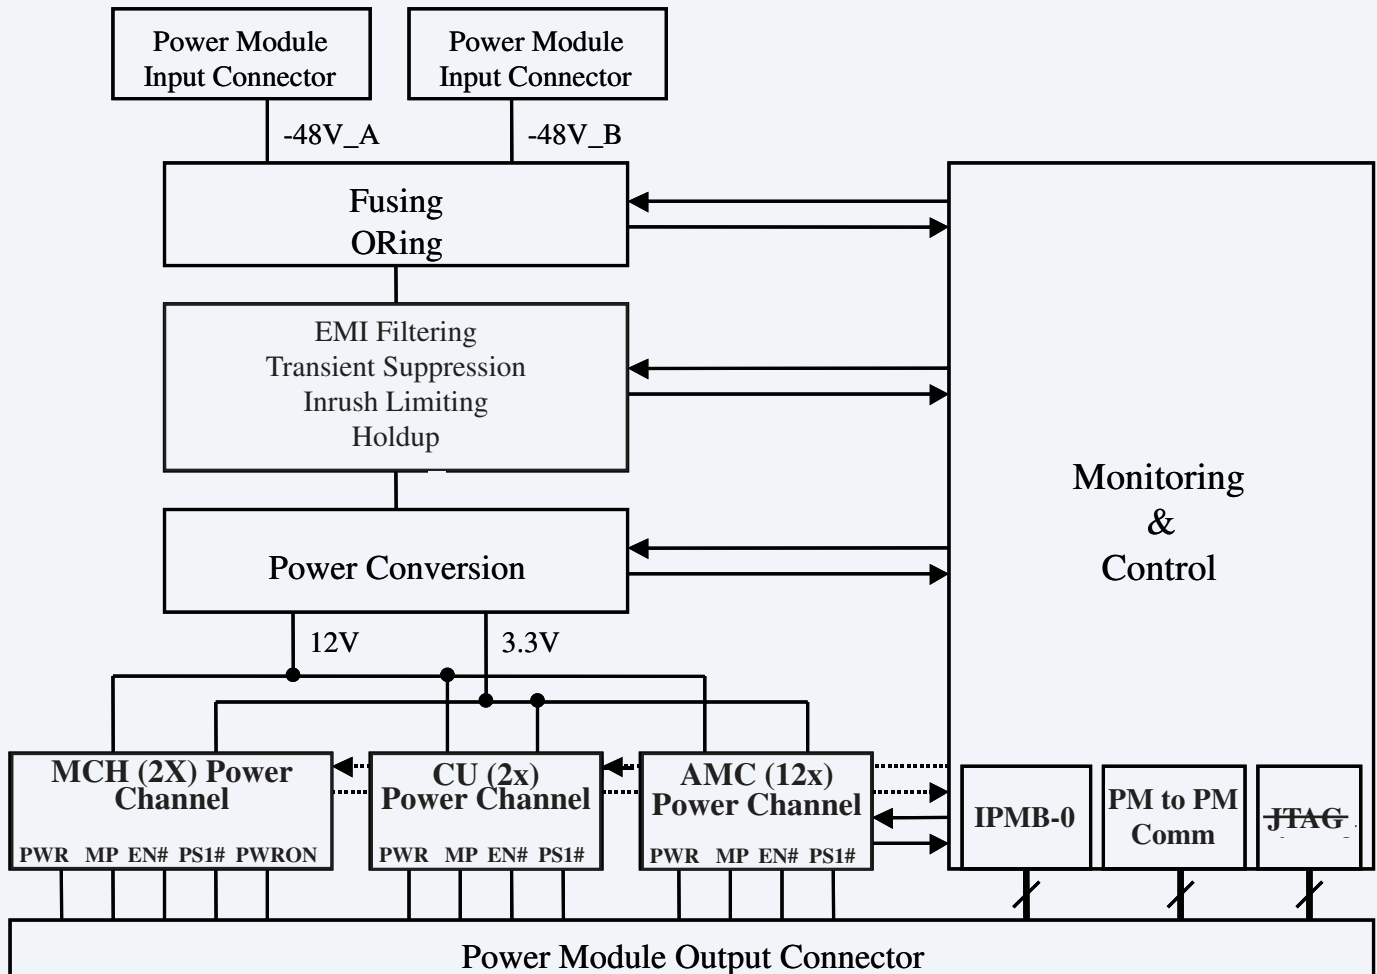 Power Module
Input Connector
Power Module
Input Connector
-48V_A
-48V_B
Fusing
ORing
EMI Filtering
Transient Suppression
Inrush Limiting
Holdup
Monitoring
&
Control
Power Conversion
12V
3.3V
MCH (2X) Power
Channel
PWR MP EN# PS1# PWRON
CU (2x)
Power Channel
PWR MP EN# PS1#
AMC (12x)
Power Channel
PWR MP EN# PS1#
IPMB-0
PM to PM
Comm
JTAG
Power Module Output Connector